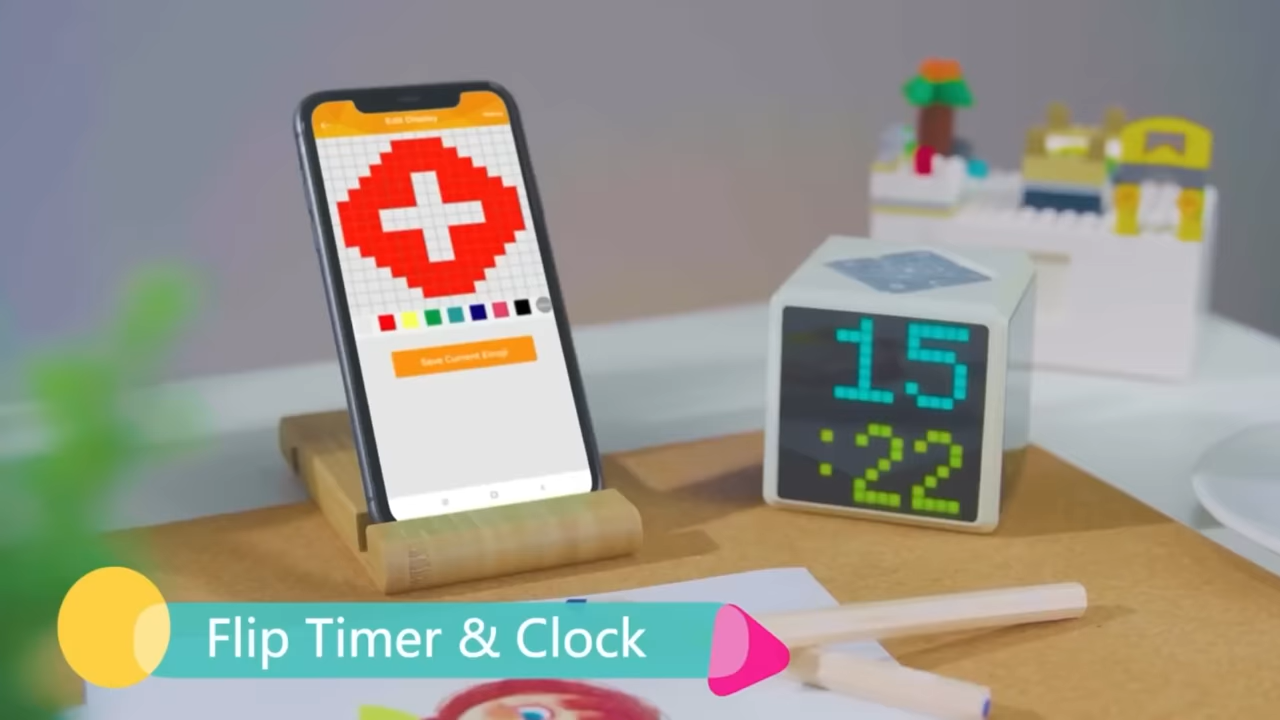 Edit Display
Save Current Emoji
15
:22
Flip Timer & Clock